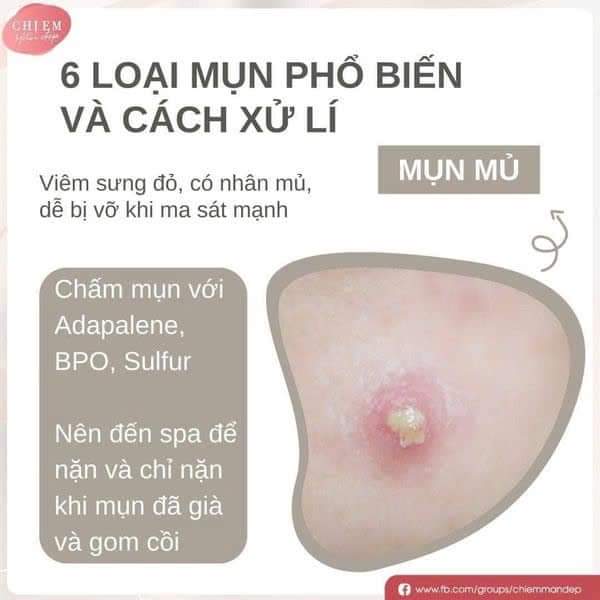 CHIEM
6 LOẠI MỤN PHỔ BIẾN
VÀ CÁCH XỬ LÍ
MỤN MỦ
Viêm sưng đỏ, có nhân mủ,
dễ bị vỡ khi ma sát mạnh
Chấm mụn với
Adapalene,
BPO, Sulfur
Nên đến spa để
nặn và chỉ nặn
khi mụn đã già
và gom cồi
www.fb.com/groups/chiemmandep